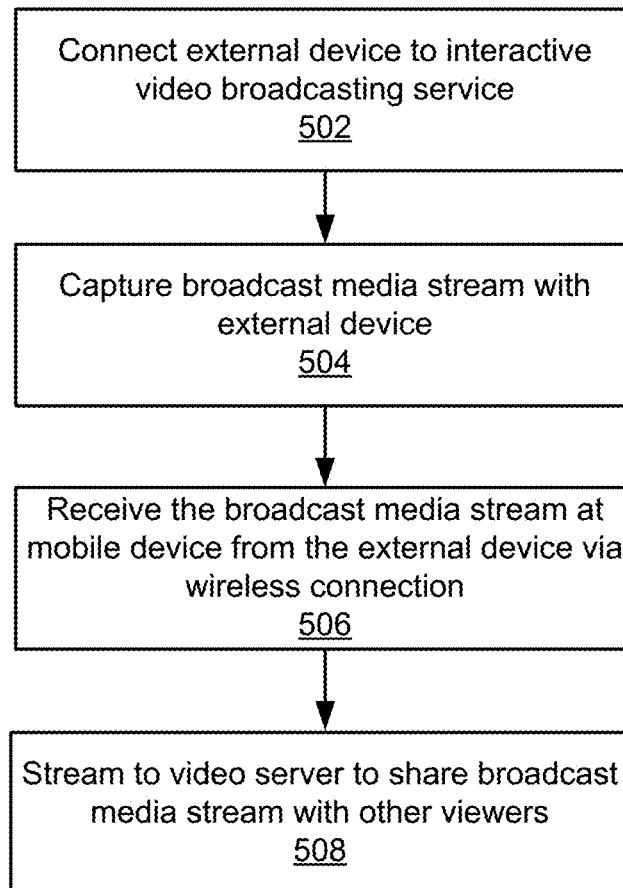 Connect external device to interactive
video broadcasting service
502
Capture broadcast media stream with
external device
504
Receive the broadcast media stream at
mobile device from the external device via
wireless connection
506
Stream to video server to share broadcast
media stream with other viewers
508